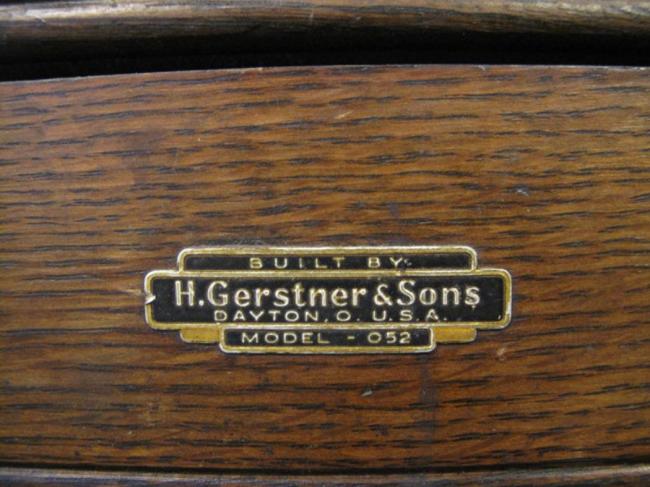 BUILT BY
H. Gerstner & Sons
DAYTON, O. U.S.A.
MODEL - 052